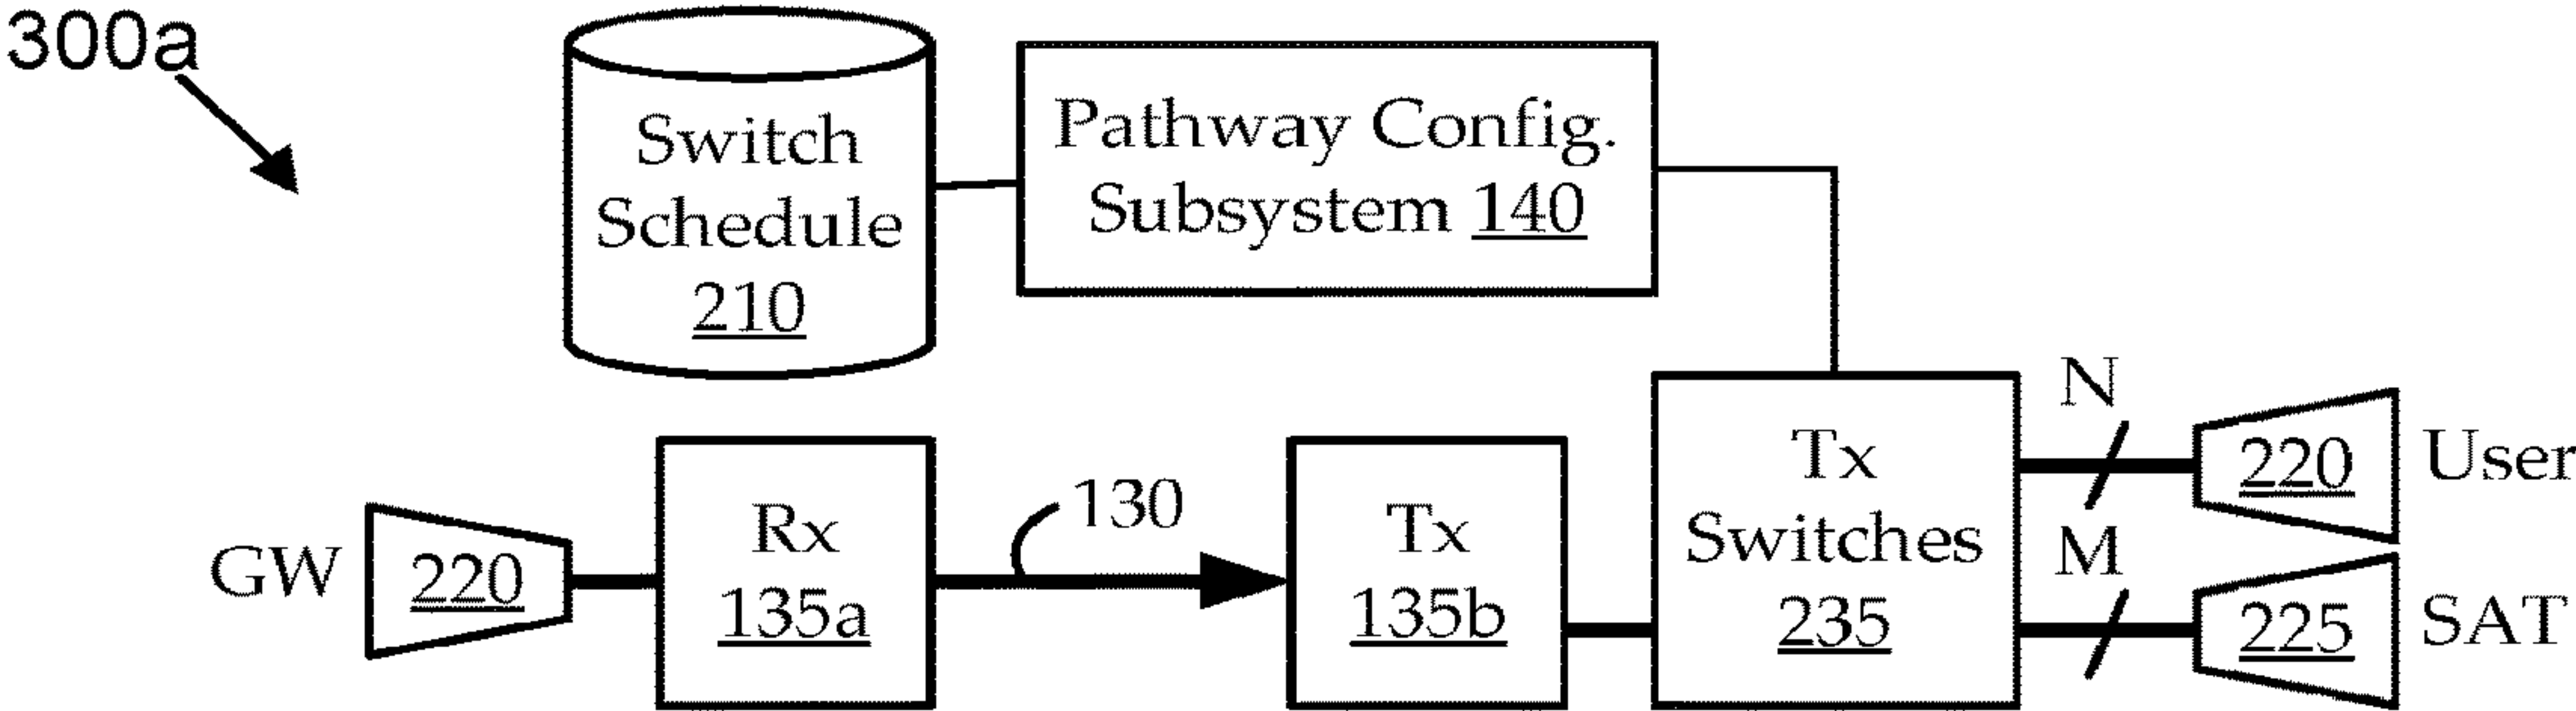 300a
Switch
Schedule
210
Pathway Config.
Subsystem 140
GW
220
Rx
135a
130
Tx
135b
Tx
Switches
235
N
220
User
M
225
SAT